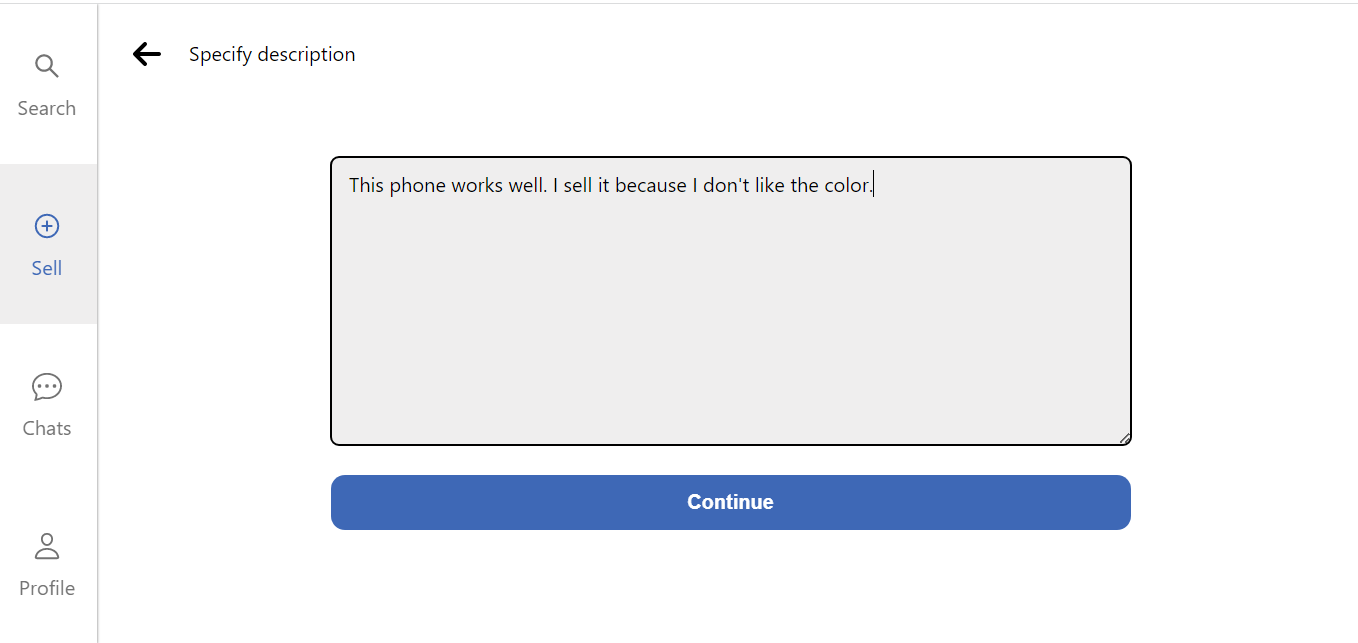 Specify description
Search
This phone works well. I sell it because I don't like the color.
Sell
Chats
Continue
Profile